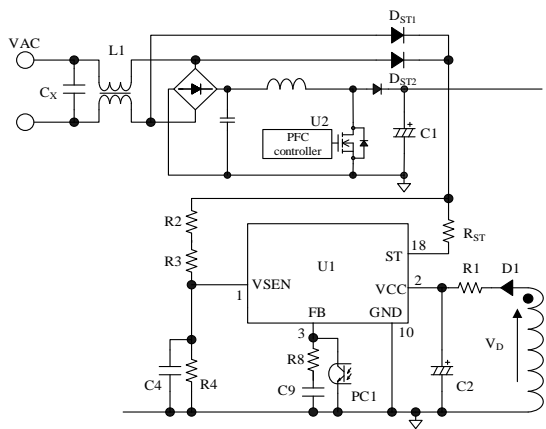 DST1
VAC
L1
DST2
CX
U2
PFC
controller
C1
R2
RST
R3
18
ST
U1
R1
D1
VSEN
VCC
2
1
FB
GND
3
10
VD
R8
C4
R4
C9
PC1
C2